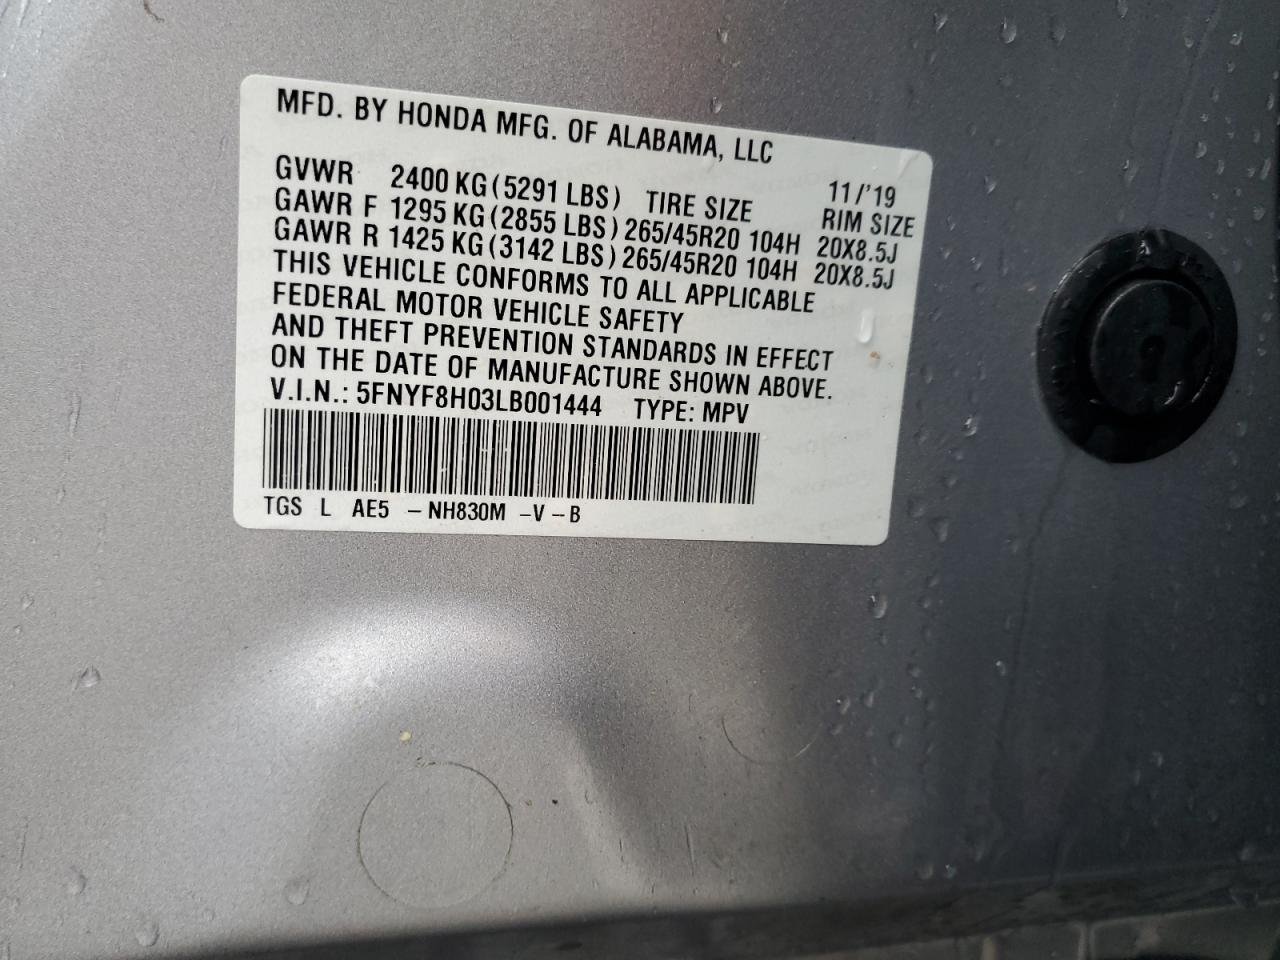 MFD. BY HONDA MFG. OF ALABAMA, LLC
11/'19
GVWR 2400 KG (5291 LBS) TIRE SIZE RIM SIZE
GAWR F 1295 KG (2855 LBS) 265/45R20 104H 20X8.5J
GAWR R 1425 KG (3142 LBS) 265/45R20 104H 20X8.5J
THIS VEHICLE CONFORMS TO ALL APPLICABLE
FEDERAL MOTOR VEHICLE SAFETY
AND THEFT PREVENTION STANDARDS IN EFFECT
ON THE DATE OF MANUFACTURE SHOWN ABOVE.
V.I.N.: 5FNYF8H03LB001444 TYPE: MPV
TGS L AE5 - NH830M - V - B